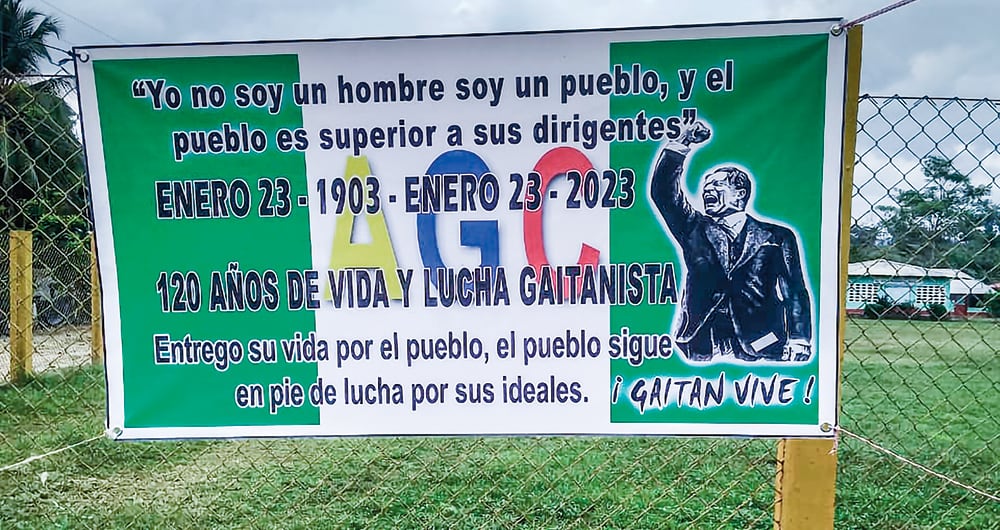 “Yo no soy un hombre soy un pueblo, y el
pueblo es superior a sus dirigentes”
AGC
ENERO 23 - 1903 - ENERO 23 - 2023
120 AÑOS DE VIDA Y LUCHA GAITANISTA
Entrego su vida por el pueblo, el pueblo sigue
en pie de lucha por sus ideales.
¡ GAITAN VIVE !